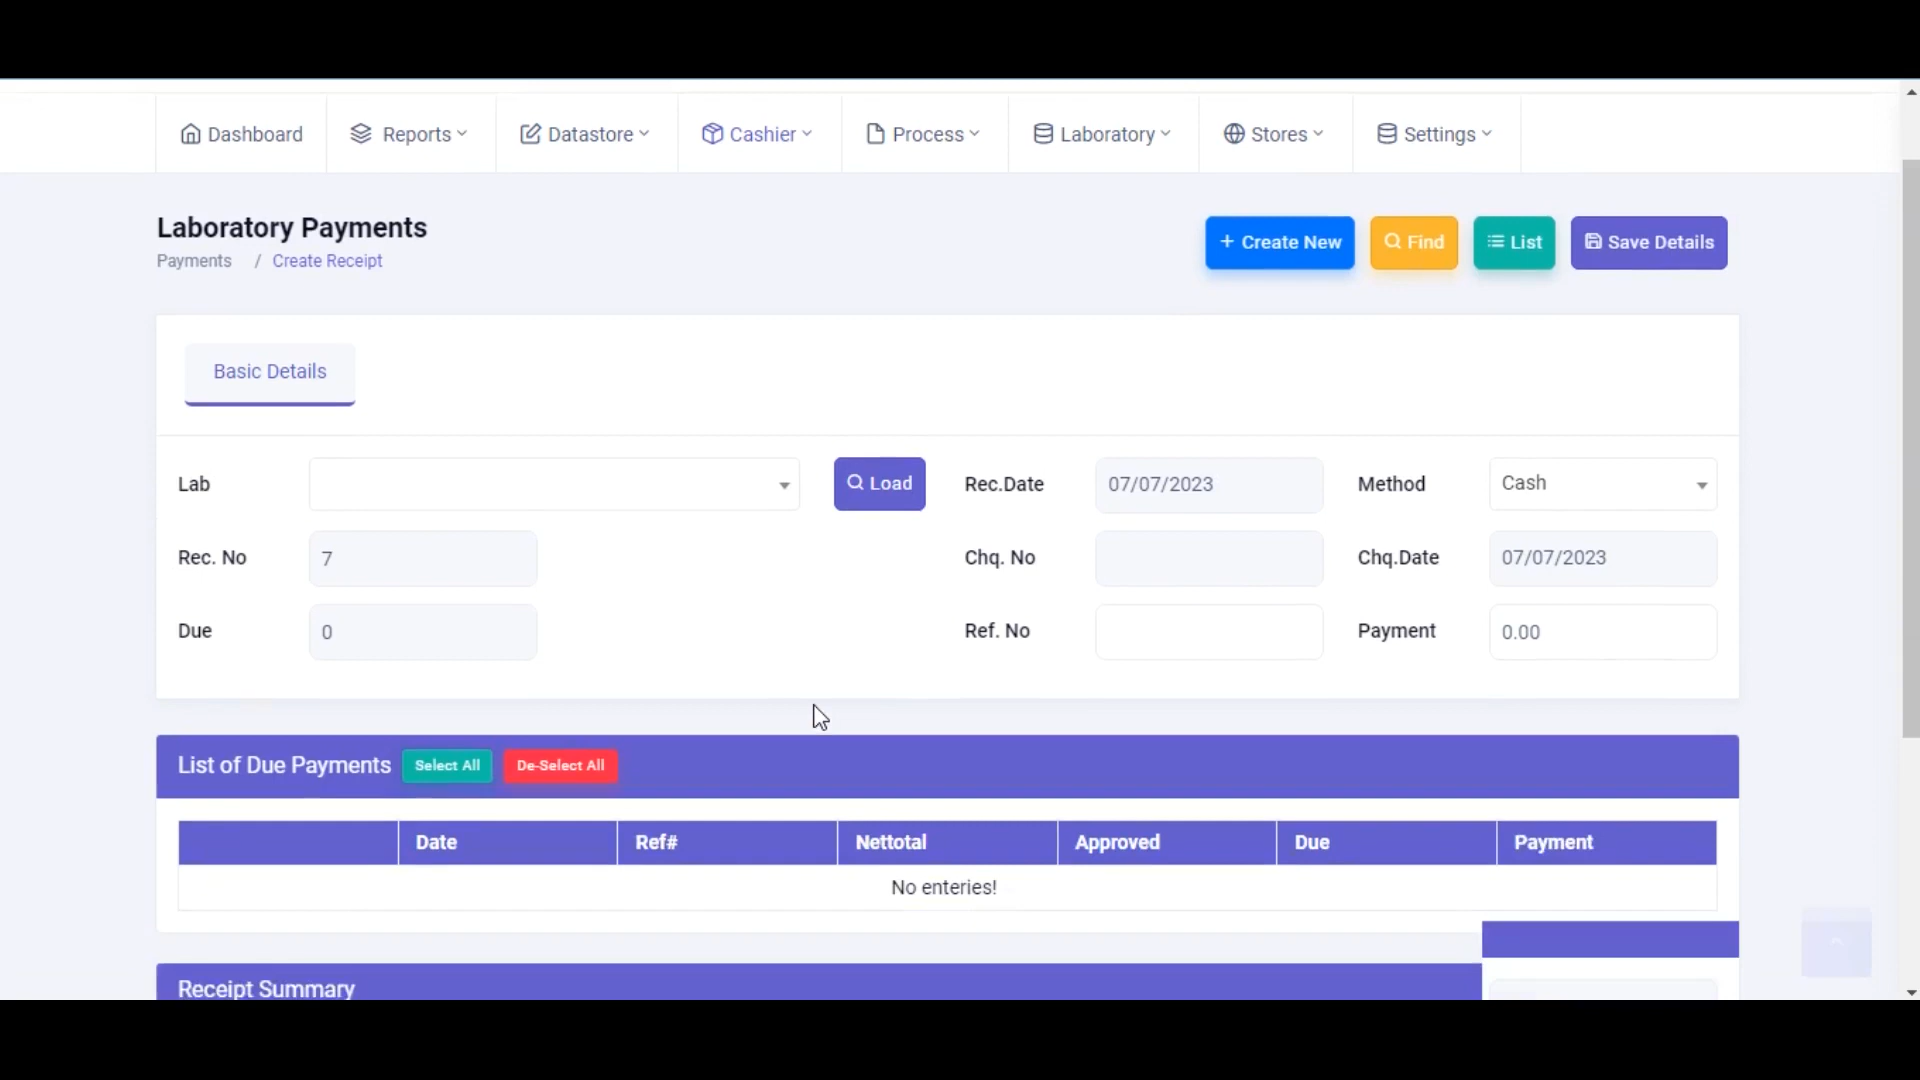 Dashboard Reports Datastore Cashier Process Laboratory Stores Settings
Laboratory Payments
Payments / Create Receipt
+ Create New Find List Save Details
Basic Details
Lab Load Rec.Date 07/07/2023 Method Cash
Rec. No 7 Chq. No Chq.Date 07/07/2023
Due 0 Ref. No Payment 0.00
List of Due Payments Select All De-Select All
Date Ref# Nettotal Approved Due Payment
No enteries!
Receipt Summary